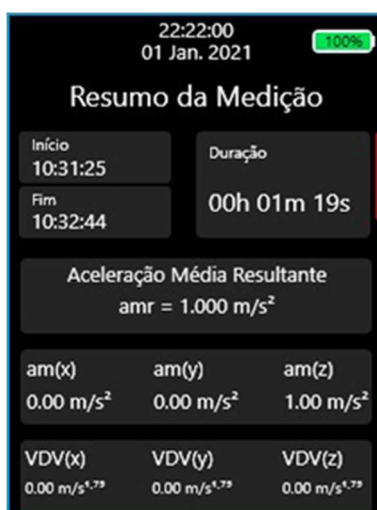 22:22:00
100%
01 Jan. 2021
Resumo da Medição
Início
10:31:25
Fim
10:32:44
Duração
00h 01m 19s
Aceleração Média Resultante
amr = 1.000 m/s²
am(x) am(y) am(z)
0.00 m/s² 0.00 m/s² 1.00 m/s²
VDV(x) VDV(y) VDV(z)
0.00 m/s¹·⁷⁵ 0.00 m/s¹·⁷⁵ 0.00 m/s¹·⁷⁵